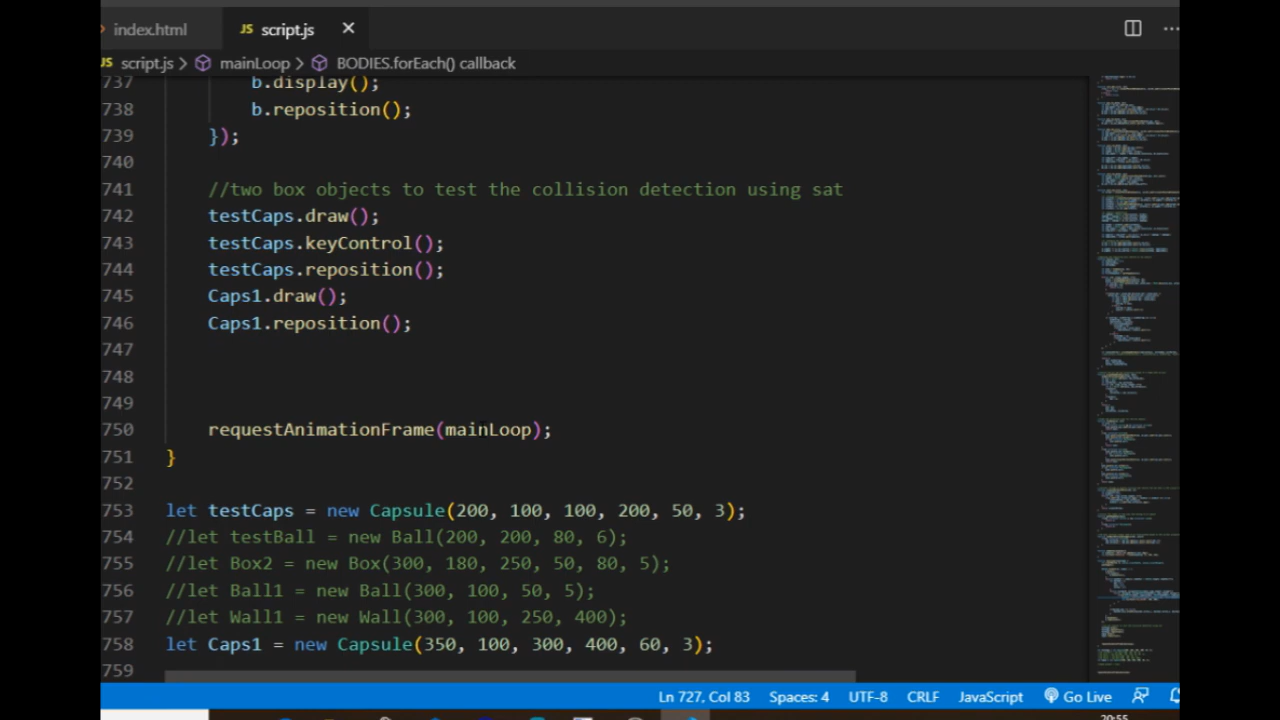 index.html JS script.js
JS script.js > mainLoop > BODIES.forEach() callback
737 b.display();
738 b.reposition();
739 });
740
741 //two box objects to test the collision detection using sat
742 testCaps.draw();
743 testCaps.keyControl();
744 testCaps.reposition();
745 Caps1.draw();
746 Caps1.reposition();
747
748
749
750 requestAnimationFrame(mainLoop);
751 }
752
753 let testCaps = new Capsule(200, 100, 100, 200, 50, 3);
754 //let testBall = new Ball(200, 200, 80, 6);
755 //let Box2 = new Box(300, 180, 250, 50, 80, 5);
756 //let Ball1 = new Ball(300, 100, 50, 5);
757 //let Wall1 = new Wall(300, 100, 250, 400);
758 let Caps1 = new Capsule(350, 100, 300, 400, 60, 3);
759
Ln 727, Col 83 Spaces: 4 UTF-8 CRLF JavaScript Go Live
20:55